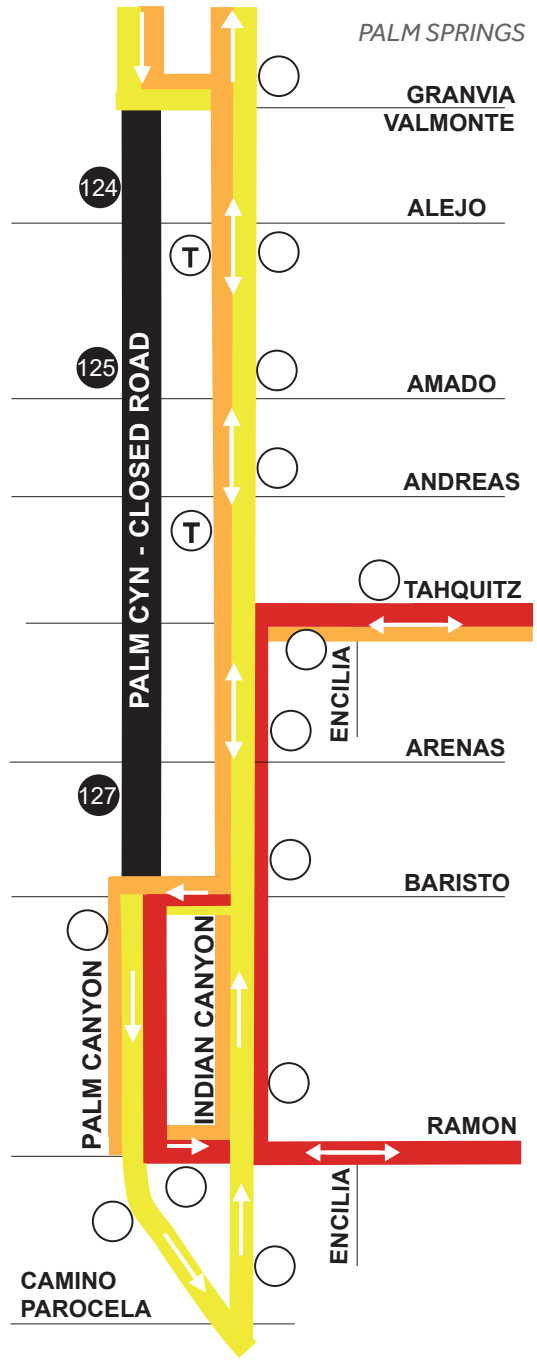 PALM SPRINGS
GRANVIA
VALMONTE
124
ALEJO
T
125
AMADO
PALM CYN - CLOSED ROAD
ANDREAS
T
TAHQUITZ
ENCILIA
ARENAS
127
BARISTO
PALM CANYON
INDIAN CANYON
RAMON
ENCILIA
CAMINO
PAROCELA